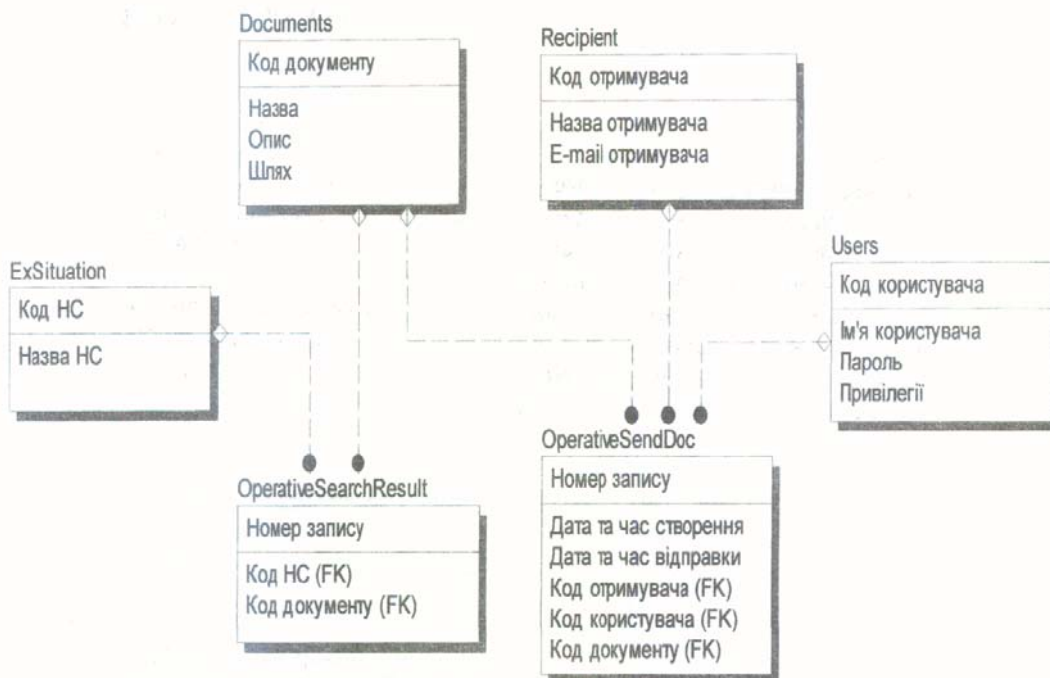 Documents
Код документу
Назва
Опис
Шлях
Recipient
Код отримувача
Назва отримувача
E-mail отримувача
ExSituation
Код НС
Назва НС
Users
Код користувача
Ім'я користувача
Пароль
Привілегії
OperativeSearchResult
Номер запису
Код НС (FK)
Код документу (FK)
OperativeSendDoc
Номер запису
Дата та час створення
Дата та час відправки
Код отримувача (FK)
Код користувача (FK)
Код документу (FK)